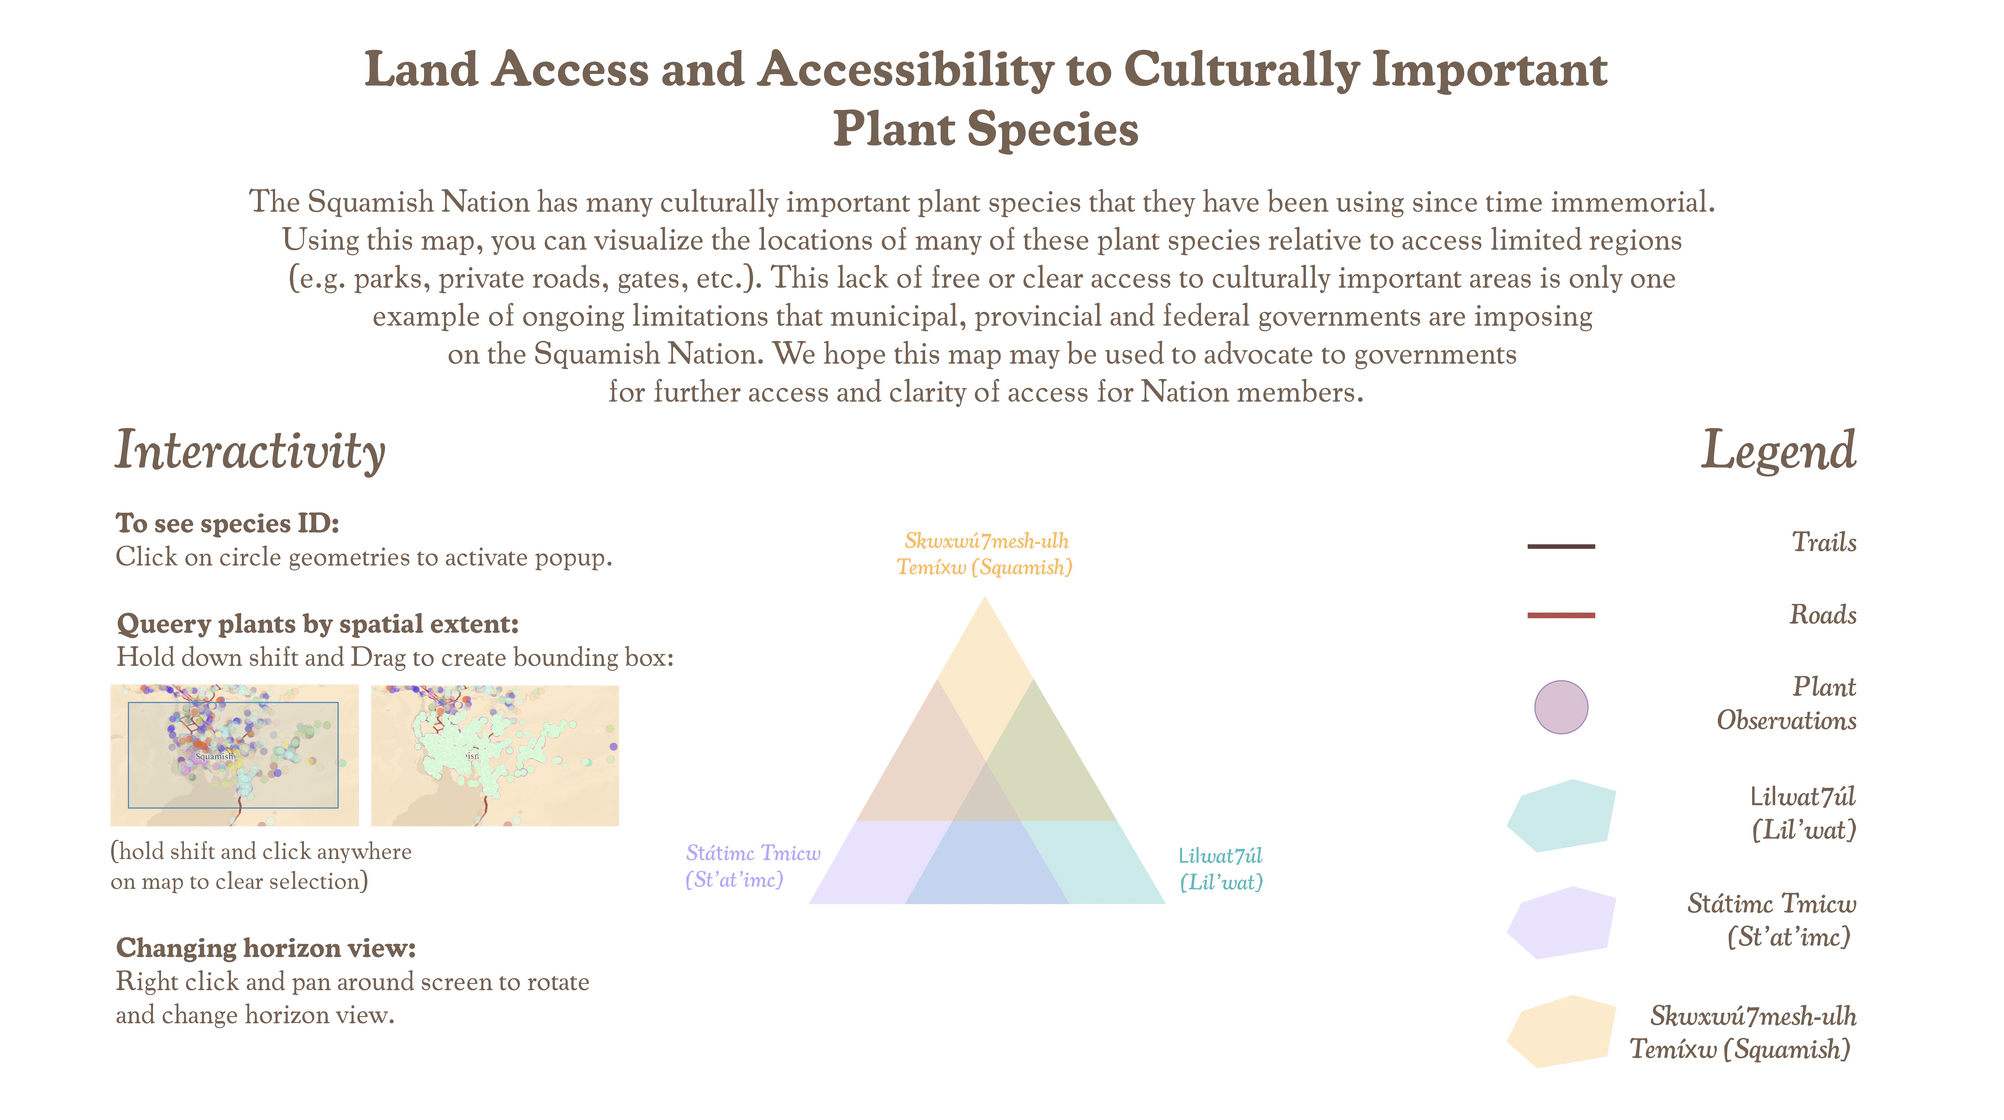 Land Access and Accessibility to Culturally Important
Plant Species
The Squamish Nation has many culturally important plant species that they have been using since time immemorial.
Using this map, you can visualize the locations of many of these plant species relative to access limited regions
(e.g. parks, private roads, gates, etc.). This lack of free or clear access to culturally important areas is only one
example of ongoing limitations that municipal, provincial and federal governments are imposing
on the Squamish Nation. We hope this map may be used to advocate to governments
for further access and clarity of access for Nation members.
Interactivity
To see species ID:
Click on circle geometries to activate popup.
Queery plants by spatial extent:
Hold down shift and Drag to create bounding box:
Squamish
(hold shift and click anywhere
on map to clear selection)
Changing horizon view:
Right click and pan around screen to rotate
and change horizon view.
Skwxwú7mesh-ulh
Temíxw (Squamish)
Státimc Tmicw
(St'at'imc)
Lilwat7úl
(Lil'wat)
Legend
Trails
Roads
Plant
Observations
Lilwat7úl
(Lil'wat)
Státimc Tmicw
(St'at'imc)
Skwxwú7mesh-ulh
Temíxw (Squamish)